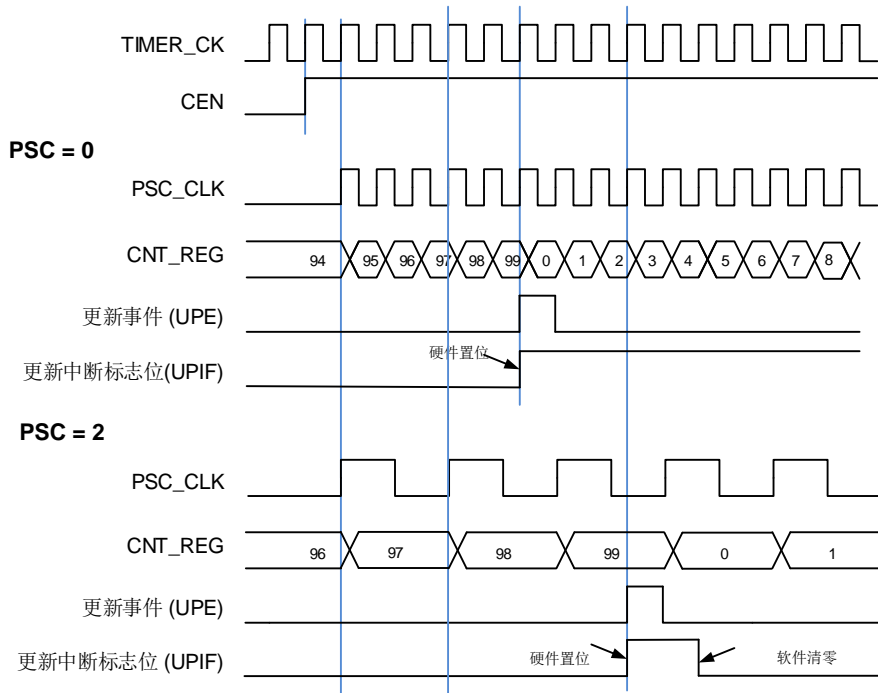 TIMER_CK
CEN
PSC = 0
PSC_CLK
CNT_REG 94 95 96 97 98 99 0 1 2 3 4 5 6 7 8
更新事件 (UPE)
硬件置位
更新中断标志位(UPIF)
PSC = 2
PSC_CLK
CNT_REG 96 97 98 99 0 1
更新事件 (UPE)
更新中断标志位 (UPIF) 硬件置位 软件清零